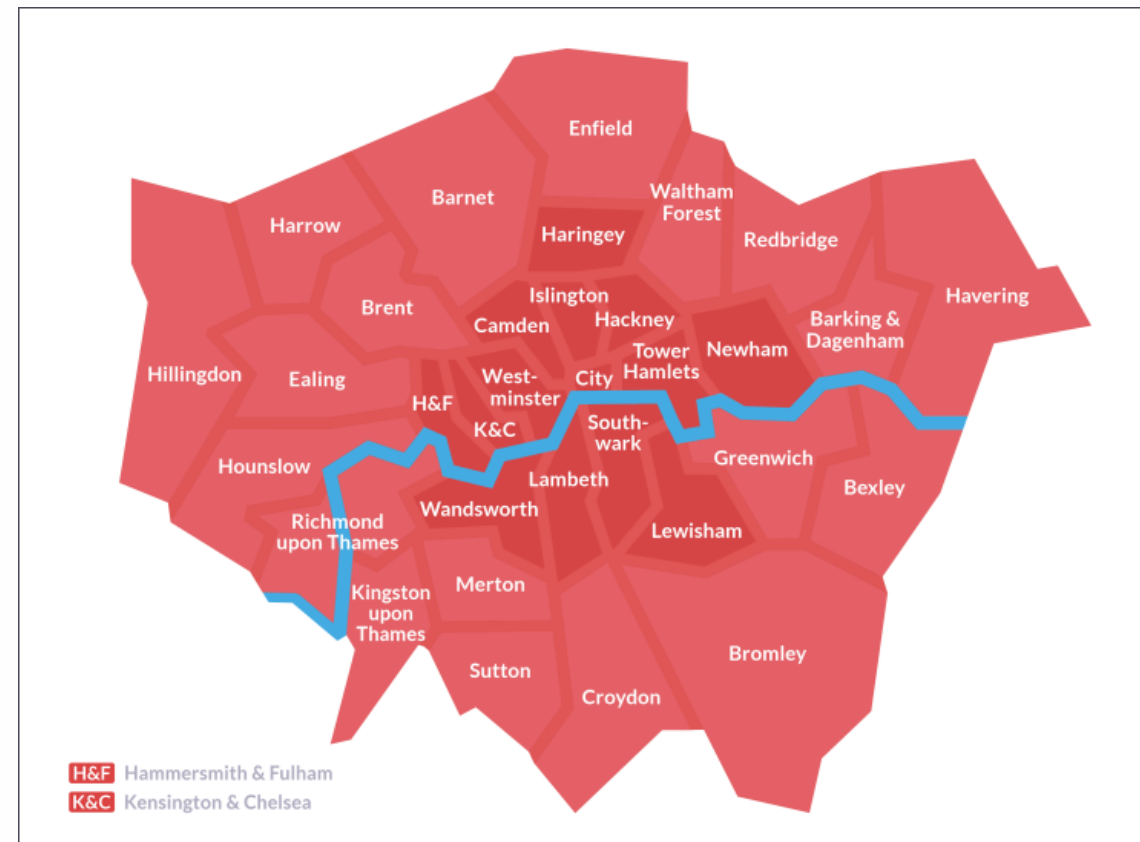 Enfield
Barnet
Waltham
Forest
Harrow
Haringey
Redbridge
Islington
Havering
Brent
Hackney
Camden
Barking &
Dagenham
Tower
Hamlets
Newham
Hillingdon
Ealing
West-
minster
City
H&F
K&C
South-
wark
Hounslow
Greenwich
Lambeth
Bexley
Wandsworth
Richmond
upon Thames
Lewisham
Merton
Kingston
upon
Thames
Bromley
Sutton
Croydon
H&F Hammersmith & Fulham
K&C Kensington & Chelsea